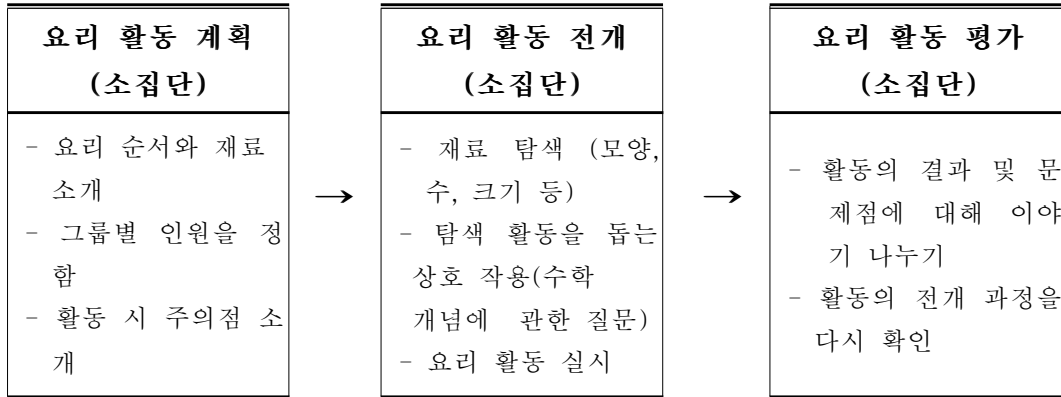 요리 활동 계획
(소집단)
- 요리 순서와 재료
소개
- 그룹별 인원을 정
함
- 활동 시 주의점 소
개
→
요리 활동 전개
(소집단)
- 재료 탐색 (모양,
수, 크기 등)
- 탐색 활동을 돕는
상호 작용(수학
개념에 관한 질문)
- 요리 활동 실시
→
요리 활동 평가
(소집단)
- 활동의 결과 및 문
제점에 대해 이야
기 나누기
- 활동의 전개 과정을
다시 확인